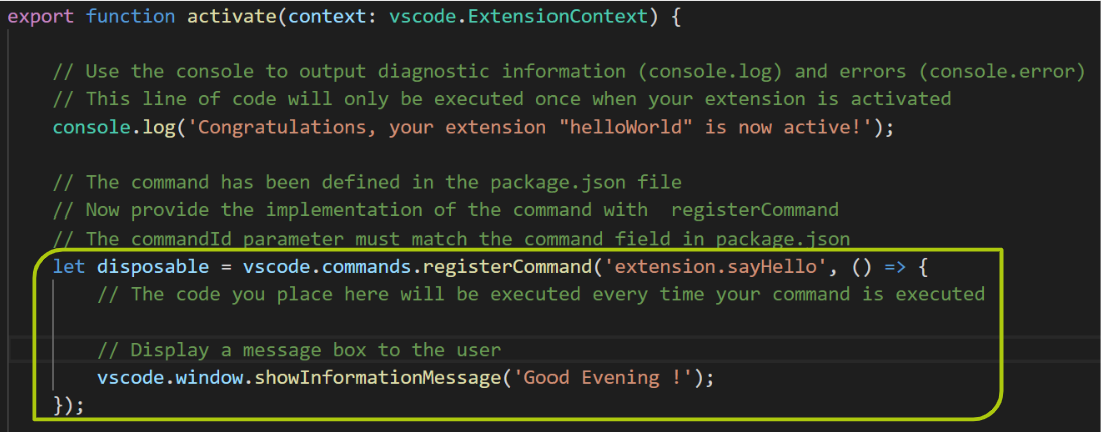 export function activate(context: vscode.ExtensionContext) {
// Use the console to output diagnostic information (console.log) and errors (console.error)
// This line of code will only be executed once when your extension is activated
console.log('Congratulations, your extension "helloWorld" is now active!');
// The command has been defined in the package.json file
// Now provide the implementation of the command with  registerCommand
// The commandId parameter must match the command field in package.json
let disposable = vscode.commands.registerCommand('extension.sayHello', () => {
// The code you place here will be executed every time your command is executed
// Display a message box to the user
vscode.window.showInformationMessage('Good Evening !');
});